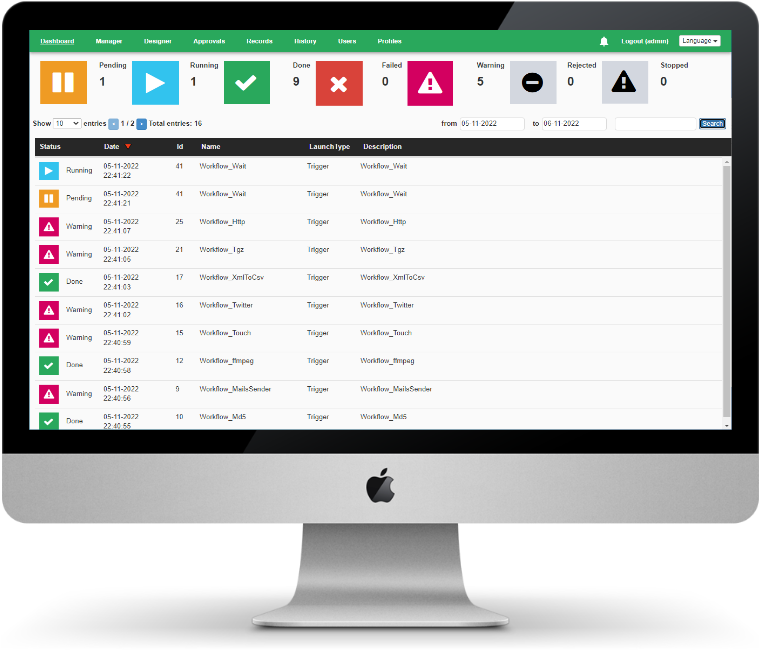 Dashboard Manager Designer Approvals Records History Users Profiles Logout (admin) Language
Pending Running Done Failed Warning Rejected Stopped
1 1 9 0 5 0 0
Show 10 entries 1 / 2 Total entries: 16 from 05-11-2022 to 06-11-2022 Search
Status Date Id Name LaunchType Description
Running 05-11-2022 22:41:22 41 Workflow_Wait Trigger Workflow_Wait
Pending 05-11-2022 22:41:21 41 Workflow_Wait Trigger Workflow_Wait
Warning 05-11-2022 22:41:07 25 Workflow_Http Trigger Workflow_Http
Warning 05-11-2022 22:41:05 21 Workflow_Tgz Trigger Workflow_Tgz
Done 05-11-2022 22:41:03 17 Workflow_XmlToCsv Trigger Workflow_XmlToCsv
Warning 05-11-2022 22:41:02 16 Workflow_Twitter Trigger Workflow_Twitter
Warning 05-11-2022 22:40:59 15 Workflow_Touch Trigger Workflow_Touch
Done 05-11-2022 22:40:58 12 Workflow_ffmpeg Trigger Workflow_ffmpeg
Warning 05-11-2022 22:40:56 9 Workflow_MailsSender Trigger Workflow_MailsSender
Done 05-11-2022 22:40:55 10 Workflow_Md5 Trigger Workflow_Md5